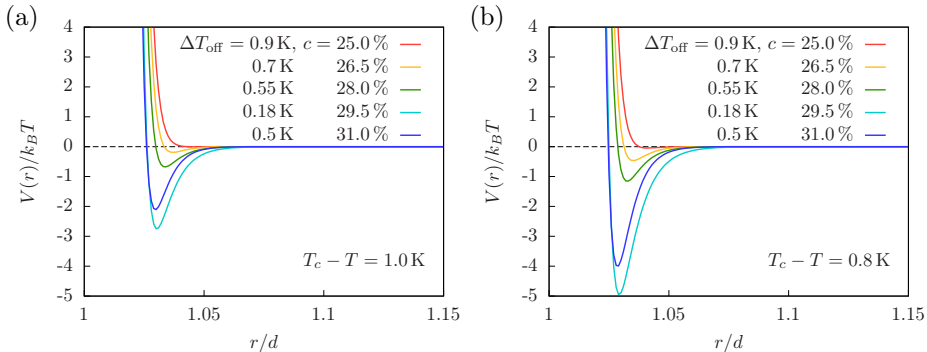 (a)
V(r)/k_BT
4
3
2
1
0
-1
-2
-3
-4
-5
ΔT_off = 0.9 K, c = 25.0 %
0.7 K 26.5 %
0.55 K 28.0 %
0.18 K 29.5 %
0.5 K 31.0 %
T_c − T = 1.0 K
1 1.05 1.1 1.15
r/d
(b)
V(r)/k_BT
4
3
2
1
0
-1
-2
-3
-4
-5
ΔT_off = 0.9 K, c = 25.0 %
0.7 K 26.5 %
0.55 K 28.0 %
0.18 K 29.5 %
0.5 K 31.0 %
T_c − T = 0.8 K
1 1.05 1.1 1.15
r/d